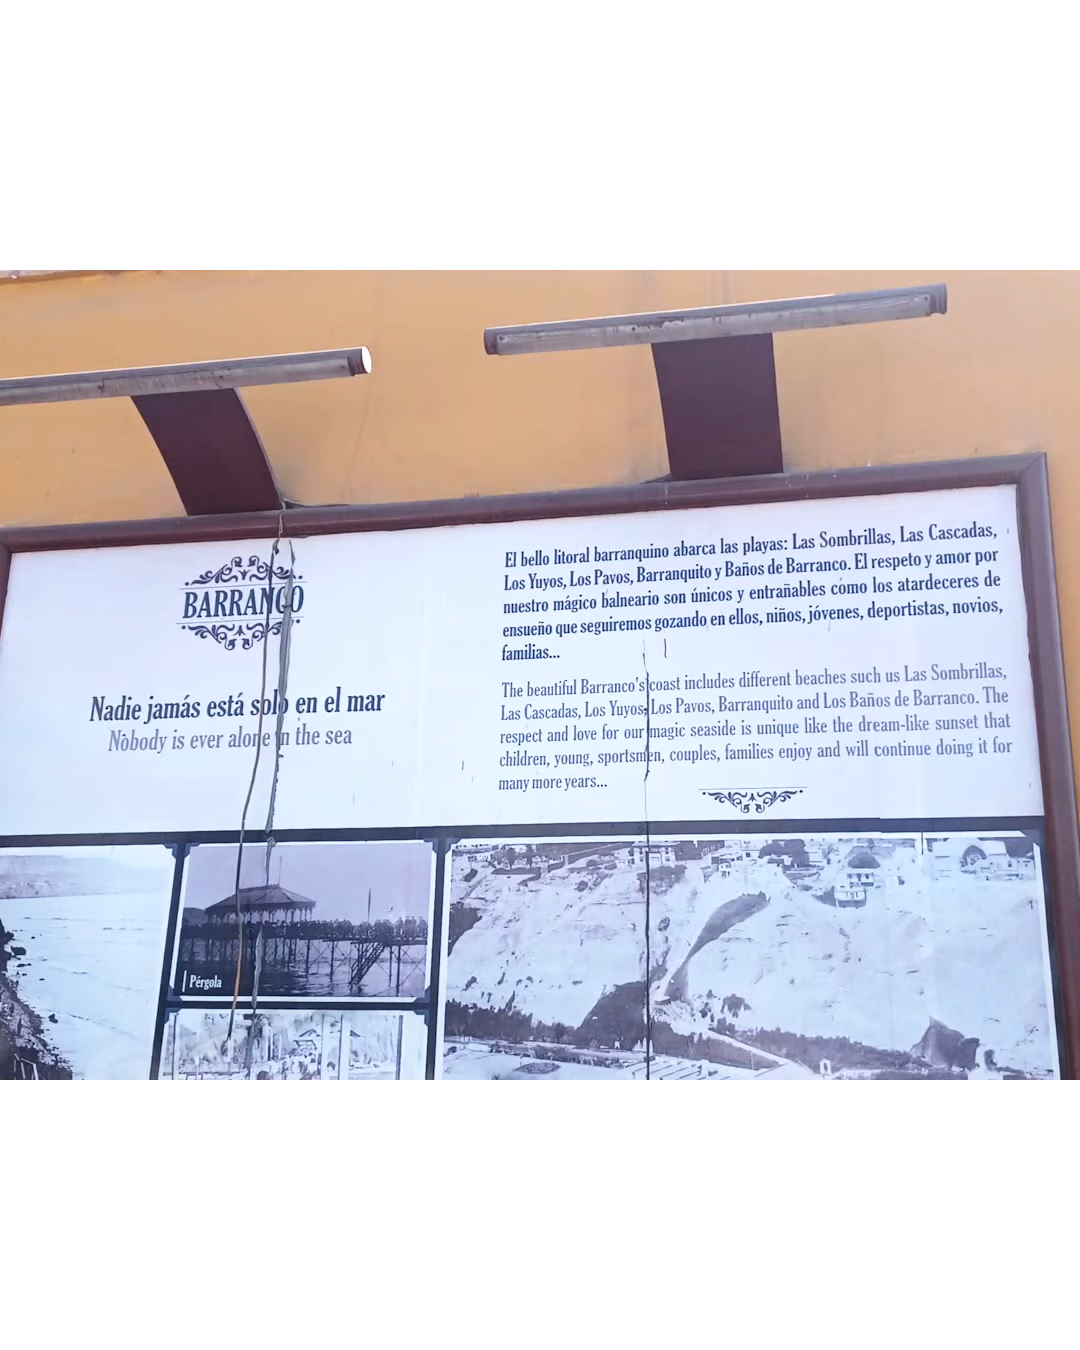 BARRANCO
Nadie jamás está solo en el mar
Nobody is ever alone in the sea
El bello litoral barranquino abarca las playas: Las Sombrillas, Las Cascadas,
Los Yuyos, Los Pavos, Barranquito y Baños de Barranco. El respeto y amor por
nuestro mágico balneario son únicos y entrañables como los atardeceres de
ensueño que seguiremos gozando en ellos, niños, jóvenes, deportistas, novios,
familias...
The beautiful Barranco's coast includes different beaches such us Las Sombrillas,
Las Cascadas, Los Yuyos, Los Pavos, Barranquito and Los Baños de Barranco. The
respect and love for our magic seaside is unique like the dream-like sunset that
children, young, sportsmen, couples, families enjoy and will continue doing it for
many more years...
Pérgola